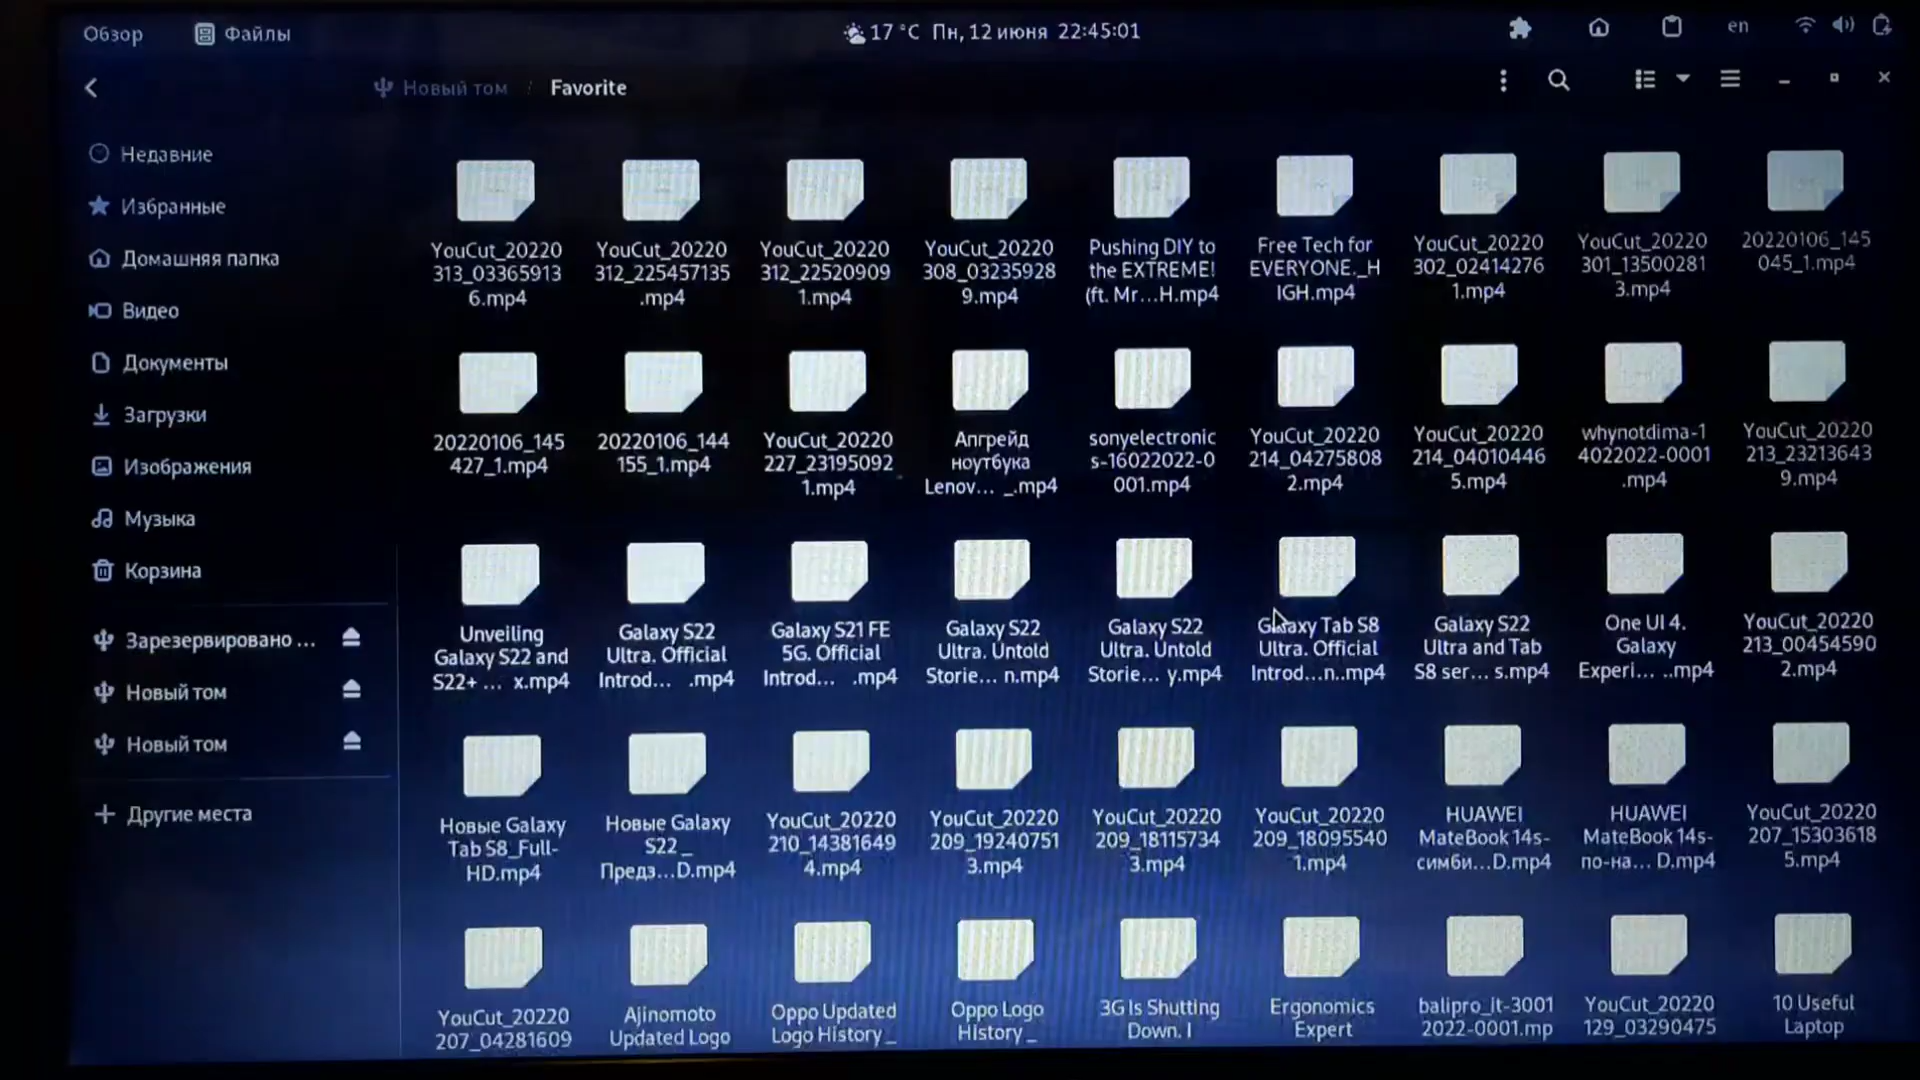 Обзор
Файлы
17 °C Пн, 12 июня 22:45:01
en
Новый том / Favorite
Недавние
Избранные
Домашняя папка
Видео
Документы
Загрузки
Изображения
Музыка
Корзина
Зарезервировано ...
Новый том
Новый том
Другие места
YouCut_20220
313_03365913
6.mp4
YouCut_20220
312_225457135
.mp4
YouCut_20220
312_22520909
1.mp4
YouCut_20220
308_03235928
9.mp4
Pushing DIY to
the EXTREME!
(ft. Mr...H.mp4
Free Tech for
EVERYONE._H
IGH.mp4
YouCut_20220
302_02414276
1.mp4
YouCut_20220
301_13500281
3.mp4
20220106_145
045_1.mp4
20220106_145
427_1.mp4
20220106_144
155_1.mp4
YouCut_20220
227_23195092
1.mp4
Апгрейд
ноутбука
Lenov... _.mp4
sonyelectronic
s-16022022-0
001.mp4
YouCut_20220
214_04275808
2.mp4
YouCut_20220
214_04010446
5.mp4
whynotdima-1
4022022-0001
.mp4
YouCut_20220
213_23213643
9.mp4
Unveiling
Galaxy S22 and
S22+ ... x.mp4
Galaxy S22
Ultra. Official
Introd... .mp4
Galaxy S21 FE
5G. Official
Introd... .mp4
Galaxy S22
Ultra. Untold
Storie... n.mp4
Galaxy S22
Ultra. Untold
Storie... y.mp4
Galaxy Tab S8
Ultra. Official
Introd...n..mp4
Galaxy S22
Ultra and Tab
S8 ser... s.mp4
One UI 4.
Galaxy
Experi... ..mp4
YouCut_20220
213_00454590
2.mp4
Новые Galaxy
Tab S8_Full-
HD.mp4
Новые Galaxy
S22 _
Предз...D.mp4
YouCut_20220
210_14381649
4.mp4
YouCut_20220
209_19240751
3.mp4
YouCut_20220
209_18115734
3.mp4
YouCut_20220
209_18095540
1.mp4
HUAWEI
MateBook 14s-
симби...D.mp4
HUAWEI
MateBook 14s-
по-на... D.mp4
YouCut_20220
207_15303618
5.mp4
YouCut_20220
207_04281609
Ajinomoto
Updated Logo
Oppo Updated
Logo History _
Oppo Logo
History _
3G Is Shutting
Down. I
Ergonomics
Expert
balipro_it-3001
2022-0001.mp
YouCut_20220
129_03290475
10 Useful
Laptop